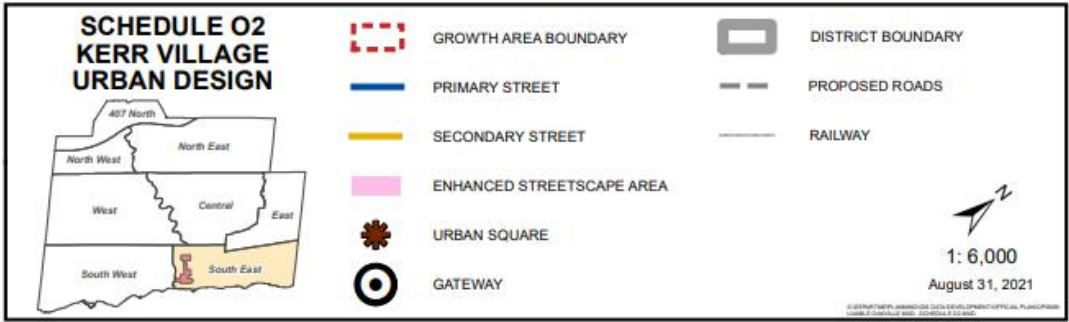 SCHEDULE O2
KERR VILLAGE
URBAN DESIGN
407 North
North West
North East
West
Central
East
South West
South East
GROWTH AREA BOUNDARY
PRIMARY STREET
SECONDARY STREET
ENHANCED STREETSCAPE AREA
URBAN SQUARE
GATEWAY
DISTRICT BOUNDARY
PROPOSED ROADS
RAILWAY
N
1: 6,000
August 31, 2021